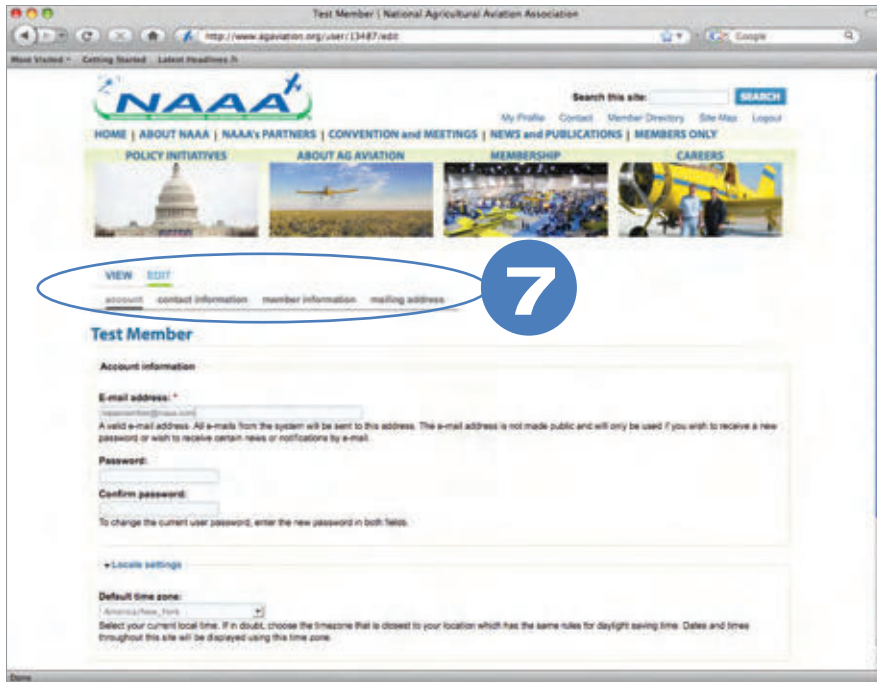 Test Member | National Agricultural Aviation Association
http://www.agaviation.org/user/13487/edit
Google
Most Visited Getting Started Latest Headlines
NAAA
Search this site: SEARCH
My Profile Contact Member Directory Site Map Logout
HOME | ABOUT NAAA | NAAA's PARTNERS | CONVENTION and MEETINGS | NEWS and PUBLICATIONS | MEMBERS ONLY
POLICY INITIATIVES ABOUT AG AVIATION MEMBERSHIP CAREERS
VIEW EDIT
7
account contact information member information mailing address
Test Member
Account information
E-mail address: *
A valid e-mail address. All e-mails from the system will be sent to this address. The e-mail address is not made public and will only be used if you wish to receive a new
password or wish to receive certain news or notifications by e-mail.
Password:
Confirm password:
To change the current user password, enter the new password in both fields.
Locale settings
Default time zone:
America/New_York
Select your current local time. If in doubt, choose the timezone that is closest to your location which has the same rules for daylight saving time. Dates and times
throughout this site will be displayed using this time zone.
Done